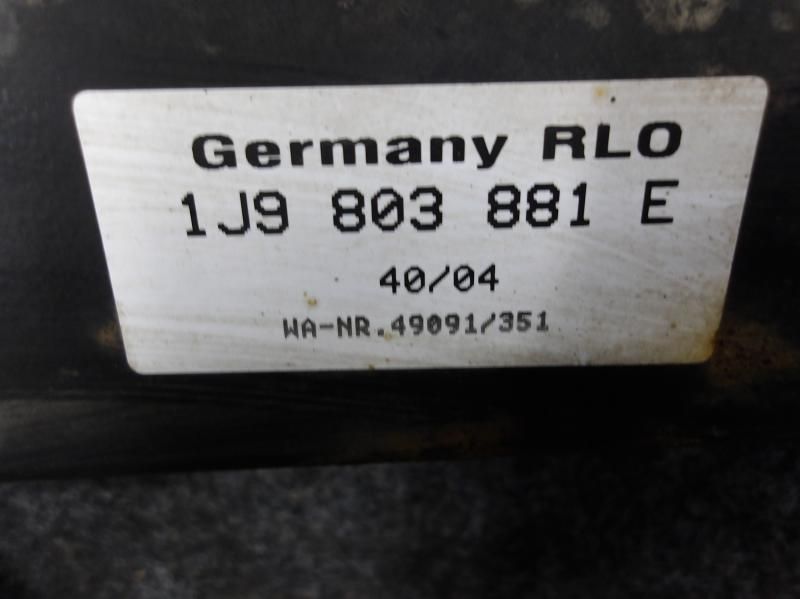 Germany RLO
1J9 803 881 E
40/04
WA-NR.49091/351